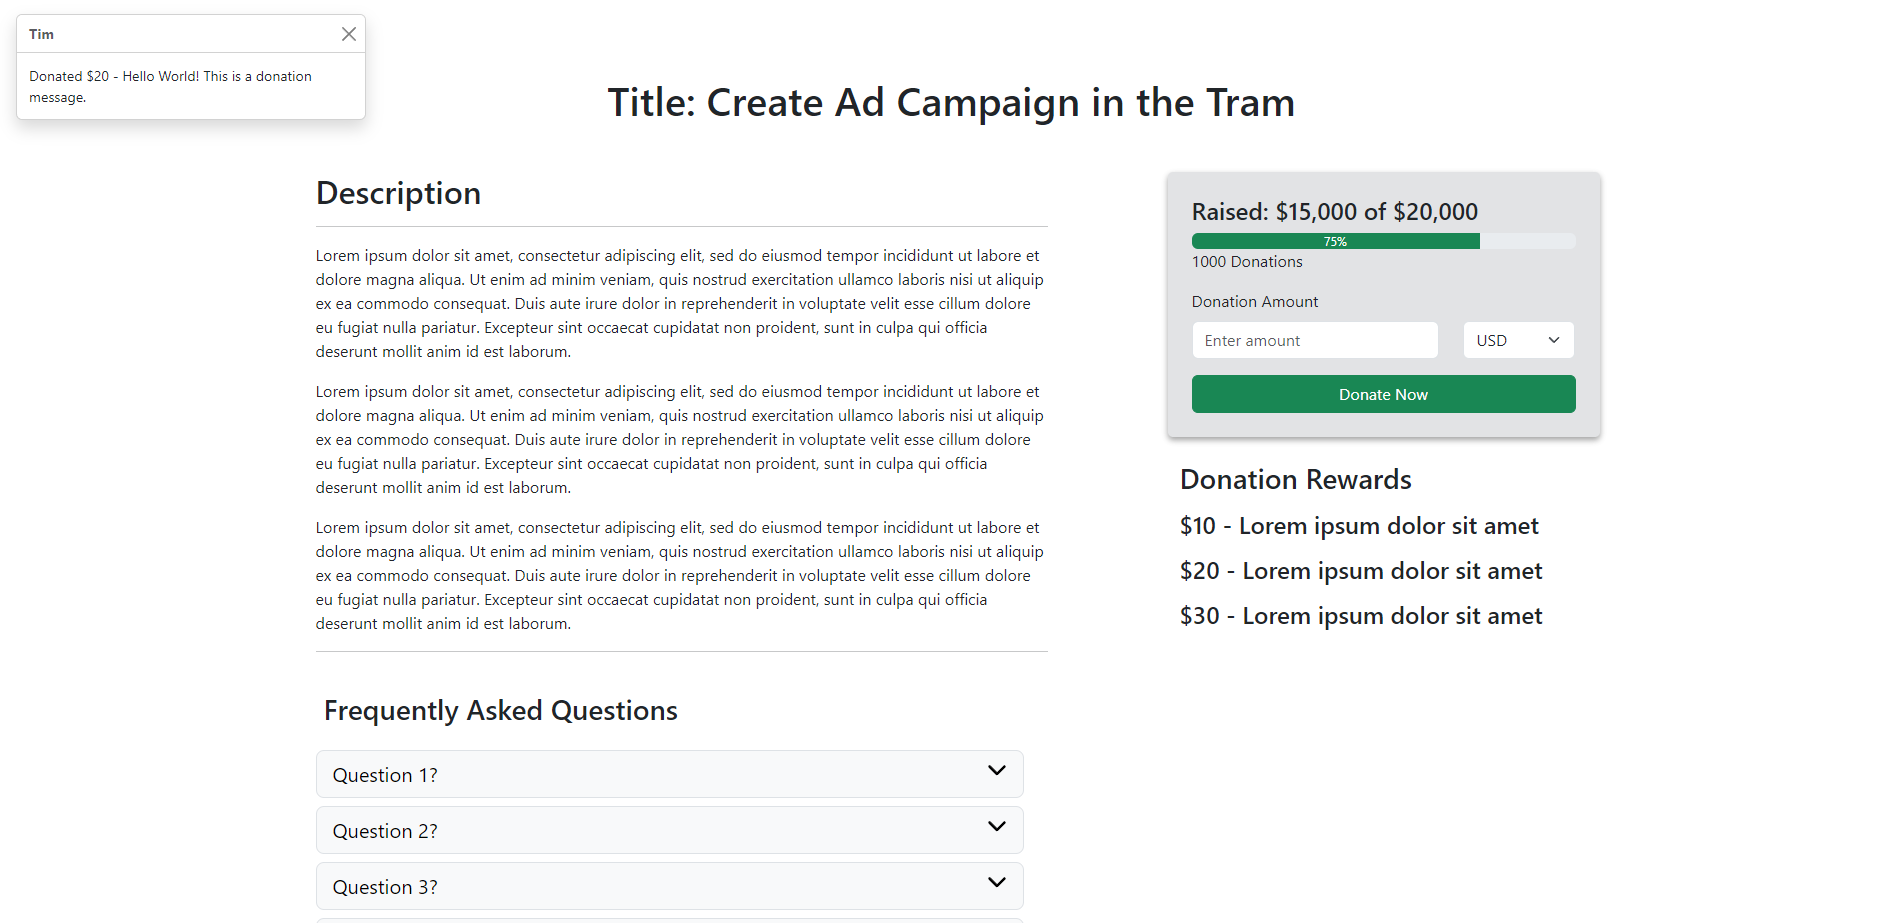 Tim
Donated $20 - Hello World! This is a donation
message.
Title: Create Ad Campaign in the Tram
Description
Lorem ipsum dolor sit amet, consectetur adipiscing elit, sed do eiusmod tempor incididunt ut labore et
dolore magna aliqua. Ut enim ad minim veniam, quis nostrud exercitation ullamco laboris nisi ut aliquip
ex ea commodo consequat. Duis aute irure dolor in reprehenderit in voluptate velit esse cillum dolore
eu fugiat nulla pariatur. Excepteur sint occaecat cupidatat non proident, sunt in culpa qui officia
deserunt mollit anim id est laborum.
Lorem ipsum dolor sit amet, consectetur adipiscing elit, sed do eiusmod tempor incididunt ut labore et
dolore magna aliqua. Ut enim ad minim veniam, quis nostrud exercitation ullamco laboris nisi ut aliquip
ex ea commodo consequat. Duis aute irure dolor in reprehenderit in voluptate velit esse cillum dolore
eu fugiat nulla pariatur. Excepteur sint occaecat cupidatat non proident, sunt in culpa qui officia
deserunt mollit anim id est laborum.
Lorem ipsum dolor sit amet, consectetur adipiscing elit, sed do eiusmod tempor incididunt ut labore et
dolore magna aliqua. Ut enim ad minim veniam, quis nostrud exercitation ullamco laboris nisi ut aliquip
ex ea commodo consequat. Duis aute irure dolor in reprehenderit in voluptate velit esse cillum dolore
eu fugiat nulla pariatur. Excepteur sint occaecat cupidatat non proident, sunt in culpa qui officia
deserunt mollit anim id est laborum.
Frequently Asked Questions
Question 1?
Question 2?
Question 3?
Raised: $15,000 of $20,000
75%
1000 Donations
Donation Amount
Enter amount
USD
Donate Now
Donation Rewards
$10 - Lorem ipsum dolor sit amet
$20 - Lorem ipsum dolor sit amet
$30 - Lorem ipsum dolor sit amet